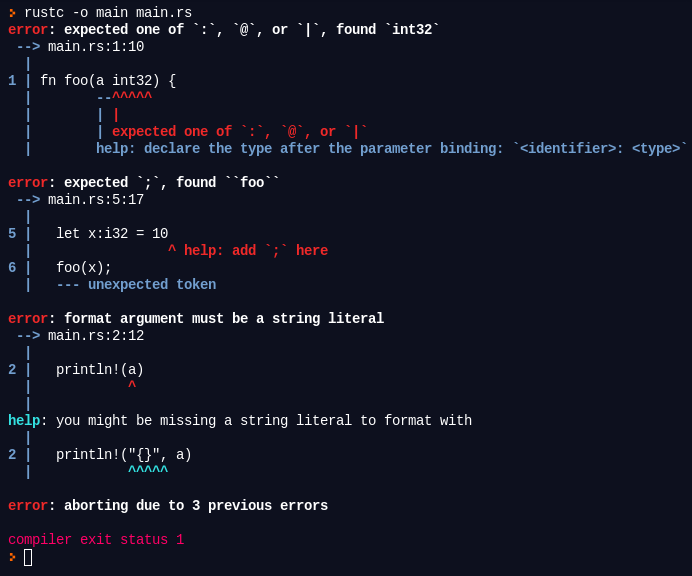 > rustc -o main main.rs
error: expected one of `:`, `@`, or `|`, found `int32`
 --> main.rs:1:10
  |
1 | fn foo(a int32) {
  |        --^^^^^
  |        | |
  |        | expected one of `:`, `@`, or `|`
  |        help: declare the type after the parameter binding: `<identifier>: <type>`
error: expected `;`, found ``foo``
 --> main.rs:5:17
  |
5 |   let x:i32 = 10
  |                 ^ help: add `;` here
6 |   foo(x);
  |   --- unexpected token
error: format argument must be a string literal
 --> main.rs:2:12
  |
2 |   println!(a)
  |            ^
  |
help: you might be missing a string literal to format with
  |
2 |   println!("{}", a)
  |            ^^^^^
error: aborting due to 3 previous errors
compiler exit status 1
>